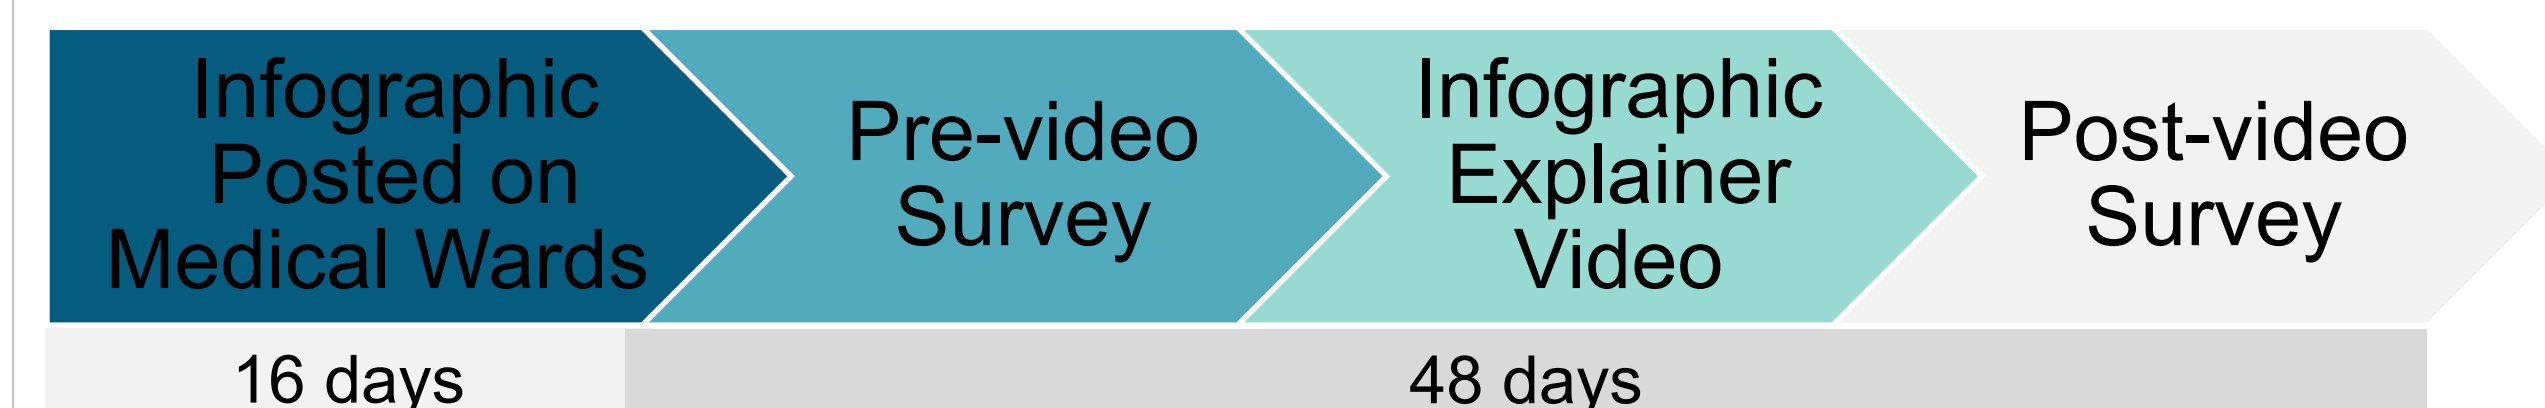 Infographic
Posted on
Medical Wards
Pre-video
Survey
Infographic
Explainer
Video
Post-video
Survey
16 days
48 days